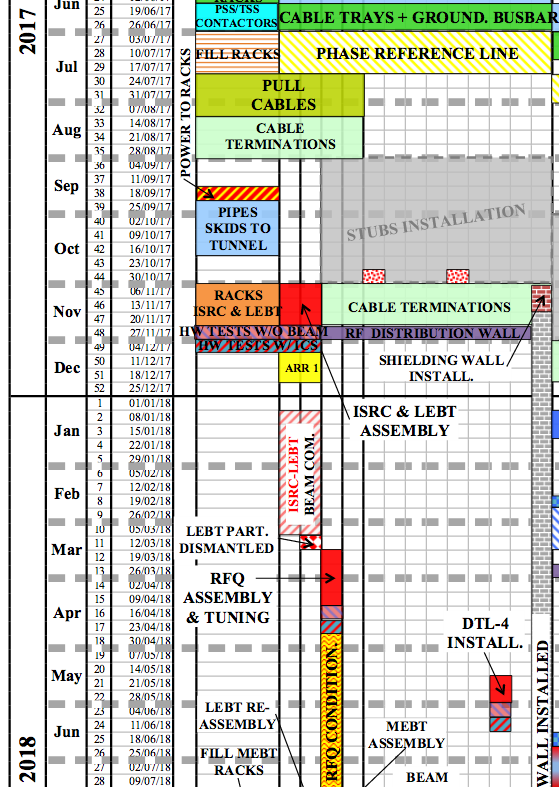 2017
Jun
25 19/06/17
26 26/06/17
27 03/07/17
Jul
28 10/07/17
29 17/07/17
30 24/07/17
31 31/07/17
32 07/08/17
Aug
33 14/08/17
34 21/08/17
35 28/08/17
36 04/09/17
Sep
37 11/09/17
38 18/09/17
39 25/09/17
40 02/10/17
Oct
41 09/10/17
42 16/10/17
43 23/10/17
44 30/10/17
45 06/11/17
Nov
46 13/11/17
47 20/11/17
48 27/11/17
49 04/12/17
Dec
50 11/12/17
51 18/12/17
52 25/12/17
2018
1 01/01/18
2 08/01/18
Jan
3 15/01/18
4 22/01/18
5 29/01/18
6 05/02/18
Feb
7 12/02/18
8 19/02/18
9 26/02/18
10 05/03/18
Mar
11 12/03/18
12 19/03/18
13 26/03/18
14 02/04/18
Apr
15 09/04/18
16 16/04/18
17 23/04/18
18 30/04/18
19 07/05/18
May
20 14/05/18
21 21/05/18
22 28/05/18
23 04/06/18
Jun
24 11/06/18
25 18/06/18
26 25/06/18
27 02/07/18
28 09/07/18
RACKS
PSS/TSS
CONTACTORS
CABLE TRAYS + GROUND. BUSBAR
FILL RACKS
PHASE REFERENCE LINE
PULL
CABLES
POWER TO RACKS
CABLE
TERMINATIONS
PIPES
SKIDS TO
TUNNEL
STUBS INSTALLATION
RACKS
ISRC & LEBT
CABLE TERMINATIONS
HW TESTS W/O BEAM
RF DISTRIBUTION WALL
HW TESTS W/ ICS
ARR 1
SHIELDING WALL
INSTALL.
ISRC & LEBT
ASSEMBLY
ISRC-LEBT
BEAM COM.
LEBT PART.
DISMANTLED
RFQ
ASSEMBLY
& TUNING
DTL-4
INSTALL.
RFQ CONDITION.
WALL INSTALLED
LEBT RE-
ASSEMBLY
MEBT
ASSEMBLY
FILL MEBT
RACKS
BEAM